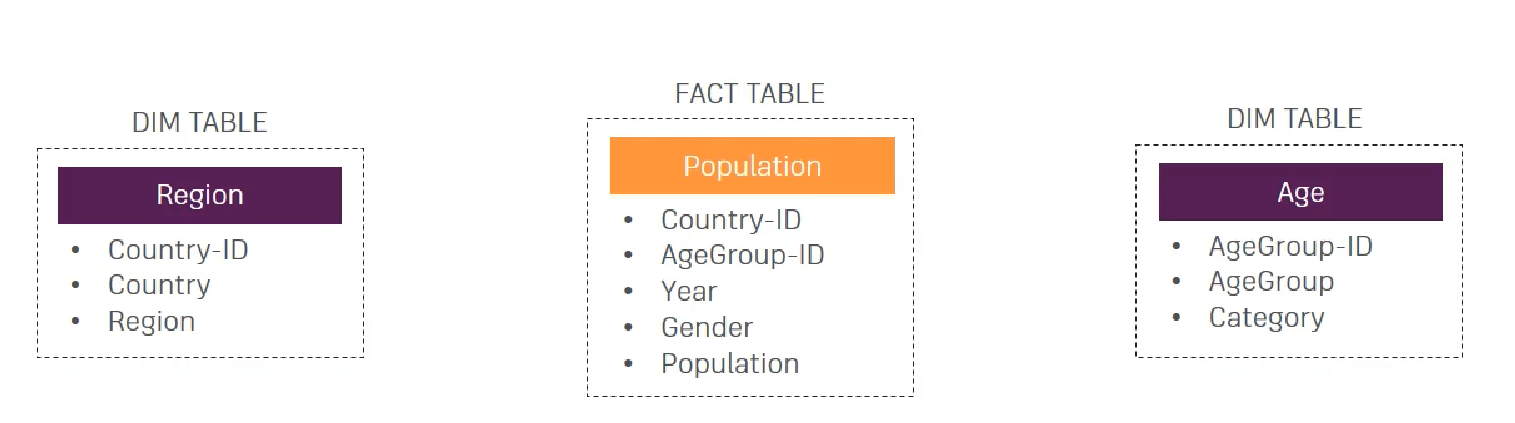 DIM TABLE
Region
• Country-ID
• Country
• Region
FACT TABLE
Population
• Country-ID
• AgeGroup-ID
• Year
• Gender
• Population
DIM TABLE
Age
• AgeGroup-ID
• AgeGroup
• Category